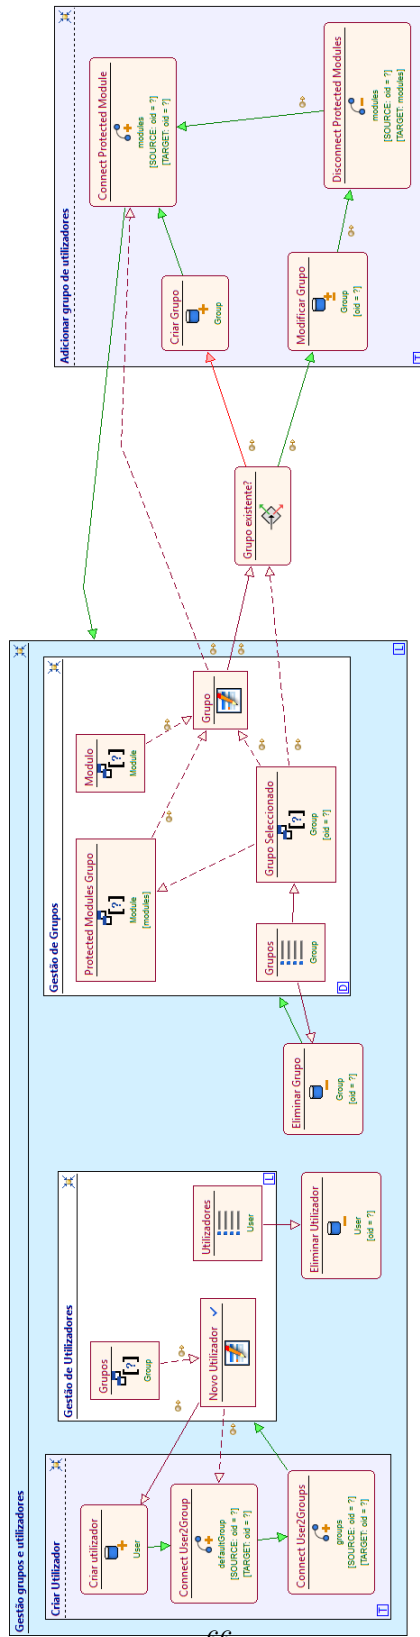 Gestão grupos e utilizadores
Criar Utilizador
Criar utilizador
User
Connect User2Group
defaultGroup
[SOURCE: oid = ?]
[TARGET: oid = ?]
Connect User2Groups
groups
[SOURCE: oid = ?]
[TARGET: oid = ?]
T
Gestão de Utilizadores
Grupos
[?]
Group
Novo Utilizador
Utilizadores
User
L
Eliminar Utilizador
User
[oid = ?]
Eliminar Grupo
Group
[oid = ?]
Gestão de Grupos
Protected Modules Grupo
[?]
Module
[modules]
Modulo
[?]
Module
Grupos
Group
Grupo Seleccionado
[?]
Group
[oid = ?]
Grupo
D
L
Grupo existente?
Adicionar grupo de utilizadores
Connect Protected Module
modules
[SOURCE: oid = ?]
[TARGET: oid = ?]
Criar Grupo
Group
Modificar Grupo
Group
[oid = ?]
Disconnect Protected Modules
modules
[SOURCE: oid = ?]
[TARGET: modules]
T